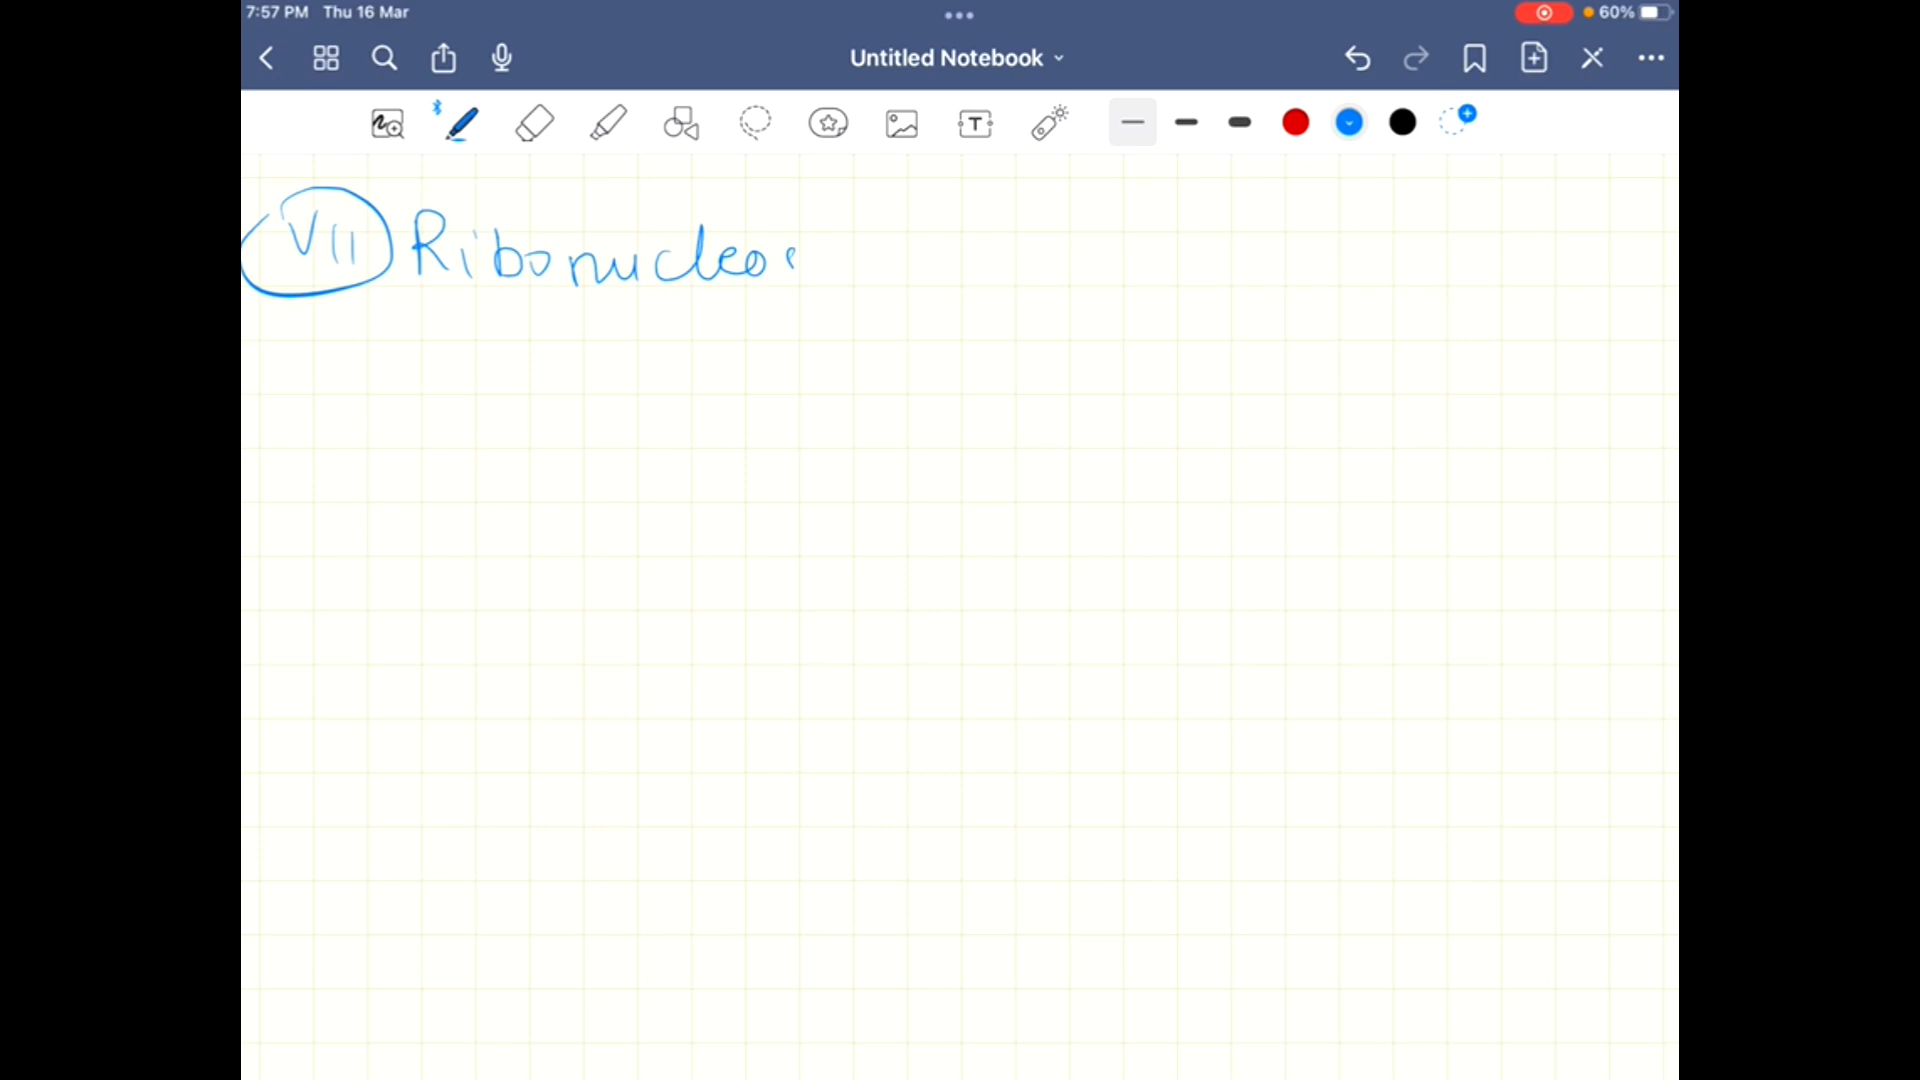 7:57 PM Thu 16 Mar
60%
Untitled Notebook
T
VII Ribonucleo